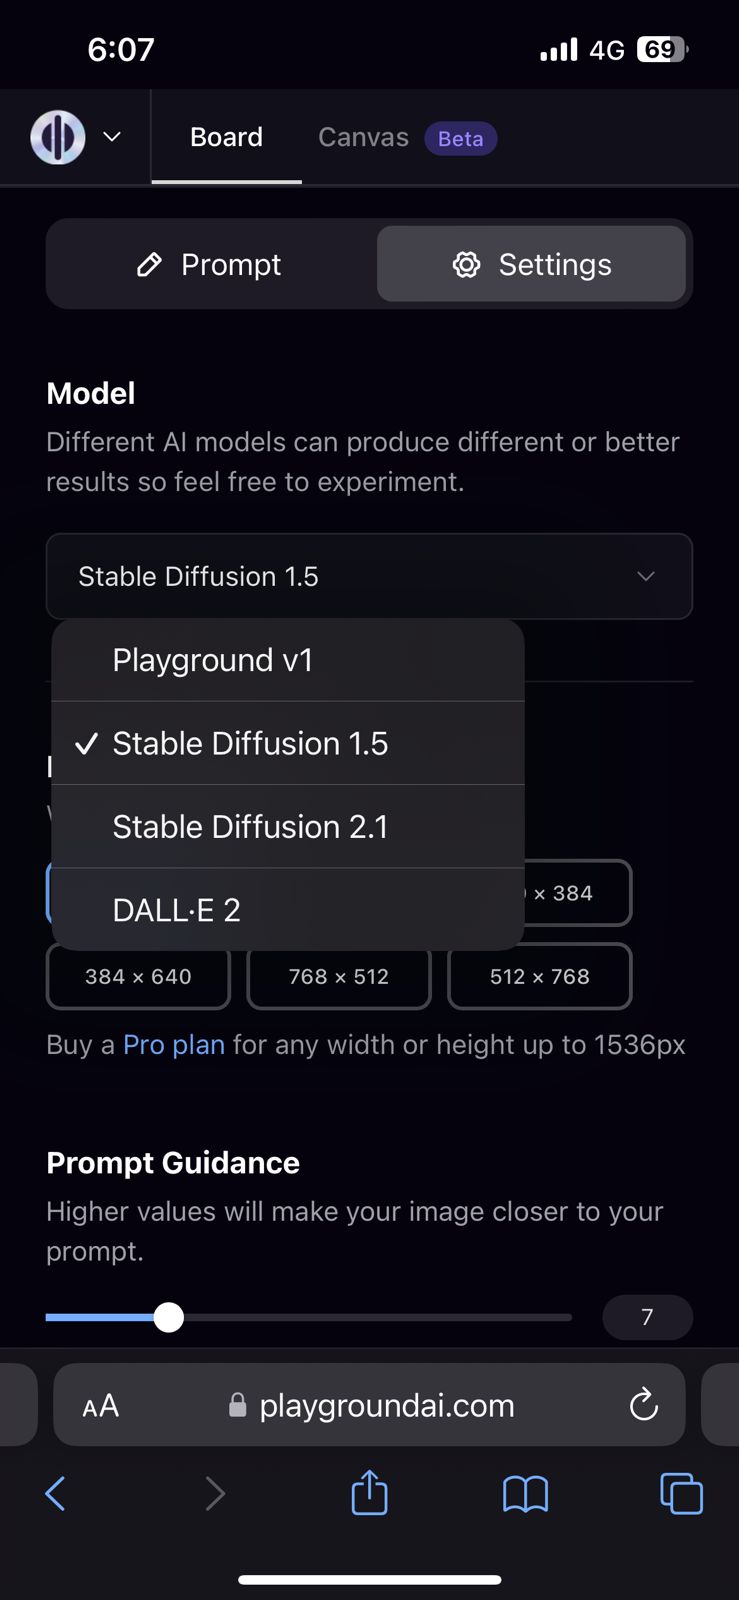 6:07
4G
69
Board
Canvas
Beta
Prompt
Settings
Model
Different AI models can produce different or better
results so feel free to experiment.
Stable Diffusion 1.5
Playground v1
Stable Diffusion 1.5
Stable Diffusion 2.1
DALL·E 2
× 384
384 × 640
768 × 512
512 × 768
Buy a Pro plan for any width or height up to 1536px
Prompt Guidance
Higher values will make your image closer to your
prompt.
7
AA
playgroundai.com